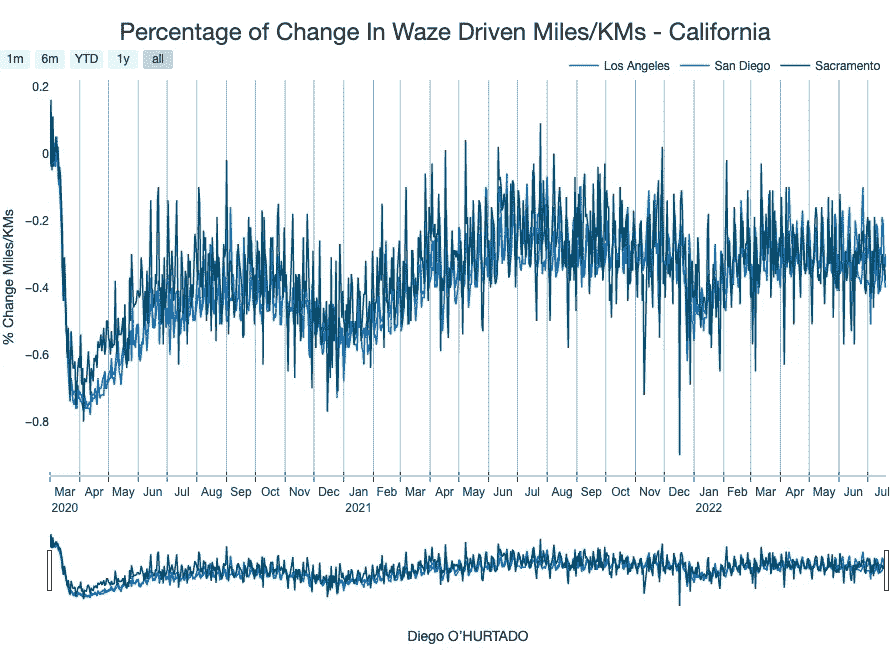 Percentage of Change In Waze Driven Miles/KMs - California
1m 6m YTD 1y all
Los Angeles San Diego Sacramento
% Change Miles/KMs
0.2
0
−0.2
−0.4
−0.6
−0.8
Mar Apr May Jun Jul Aug Sep Oct Nov Dec Jan Feb Mar Apr May Jun Jul Aug Sep Oct Nov Dec Jan Feb Mar Apr May Jun Jul
2020 2021 2022
Diego O'HURTADO